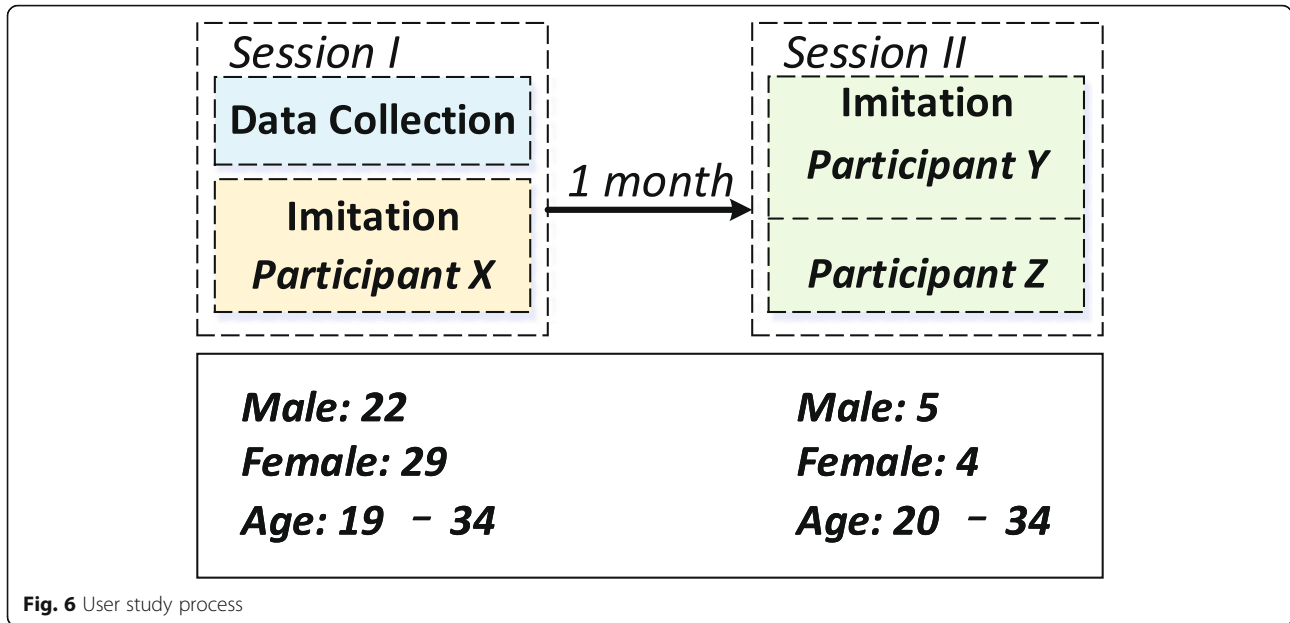 Session I
Data Collection
Imitation
Participant X
1 month
Session II
Imitation
Participant Y
Participant Z
Male: 22
Female: 29
Age: 19 – 34
Male: 5
Female: 4
Age: 20 – 34
Fig. 6 User study process